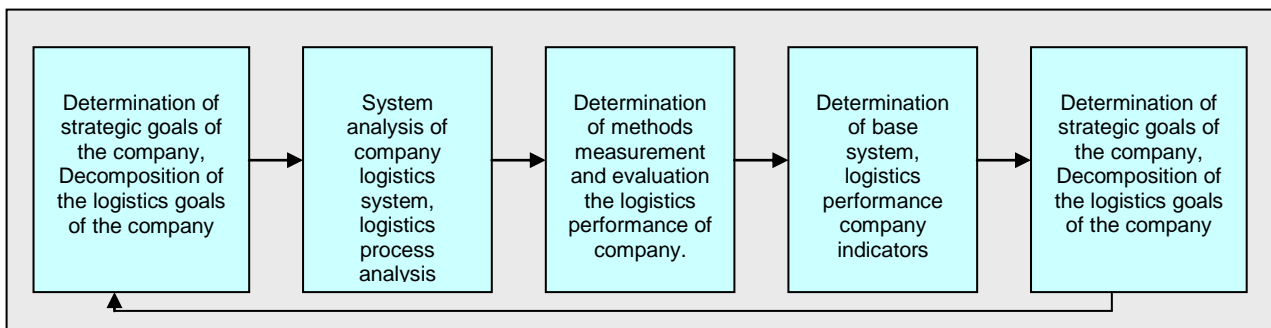 Determination of
strategic goals of
the company,
Decomposition of
the logistics goals
of the company
System
analysis of
company
logistics
system,
logistics
process
analysis
Determination
of methods
measurement
and evaluation
the logistics
performance of
company.
Determination
of base
system,
logistics
performance
company
indicators
Determination of
strategic goals of
the company,
Decomposition of
the logistics goals
of the company